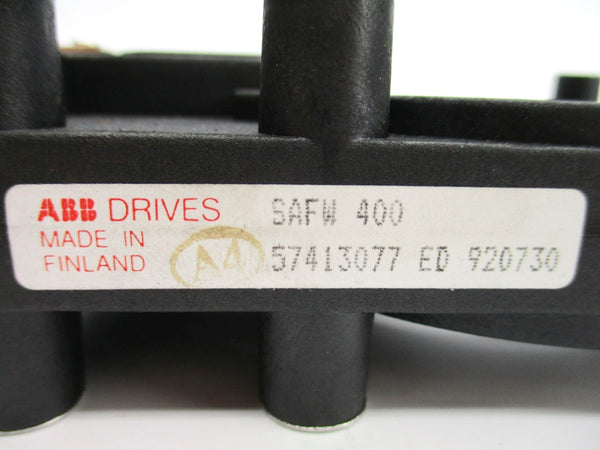 ABB DRIVES SAFW 400
MADE IN
FINLAND A4 57413077 ED 920730